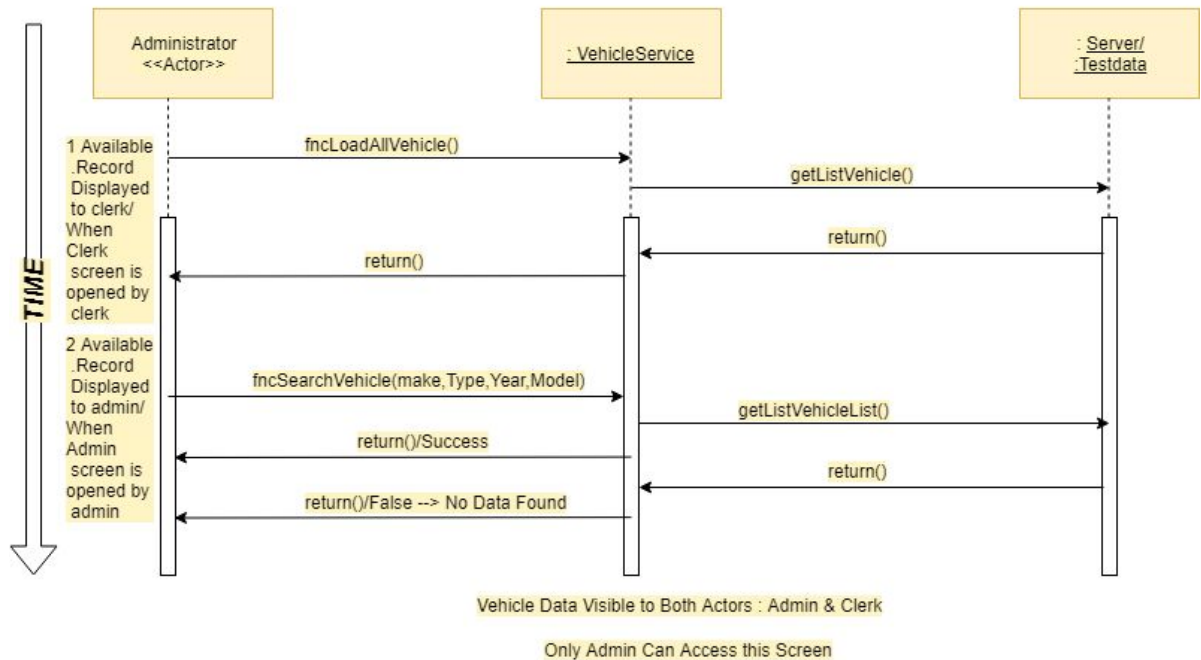 Administrator
<<Actor>>
: VehicleService
: Server/
:Testdata
TIME
1 Available
.Record
Displayed
to clerk/
When
Clerk
screen is
opened by
clerk
fncLoadAllVehicle()
getListVehicle()
return()
return()
2 Available
.Record
Displayed
to admin/
When
Admin
screen is
opened by
admin
fncSearchVehicle(make,Type,Year,Model)
getListVehicleList()
return()/Success
return()
return()/False --> No Data Found
Vehicle Data Visible to Both Actors : Admin & Clerk
Only Admin Can Access this Screen